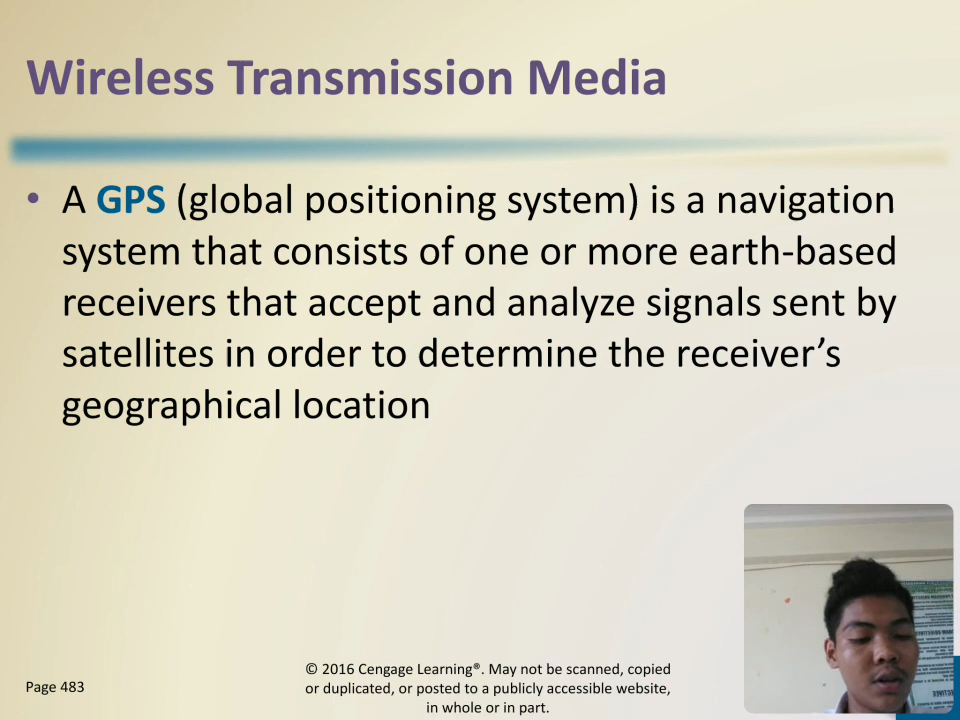 Wireless Transmission Media
• A GPS (global positioning system) is a navigation
system that consists of one or more earth-based
receivers that accept and analyze signals sent by
satellites in order to determine the receiver’s
geographical location
Page 483
© 2016 Cengage Learning®. May not be scanned, copied
or duplicated, or posted to a publicly accessible website,
in whole or in part.